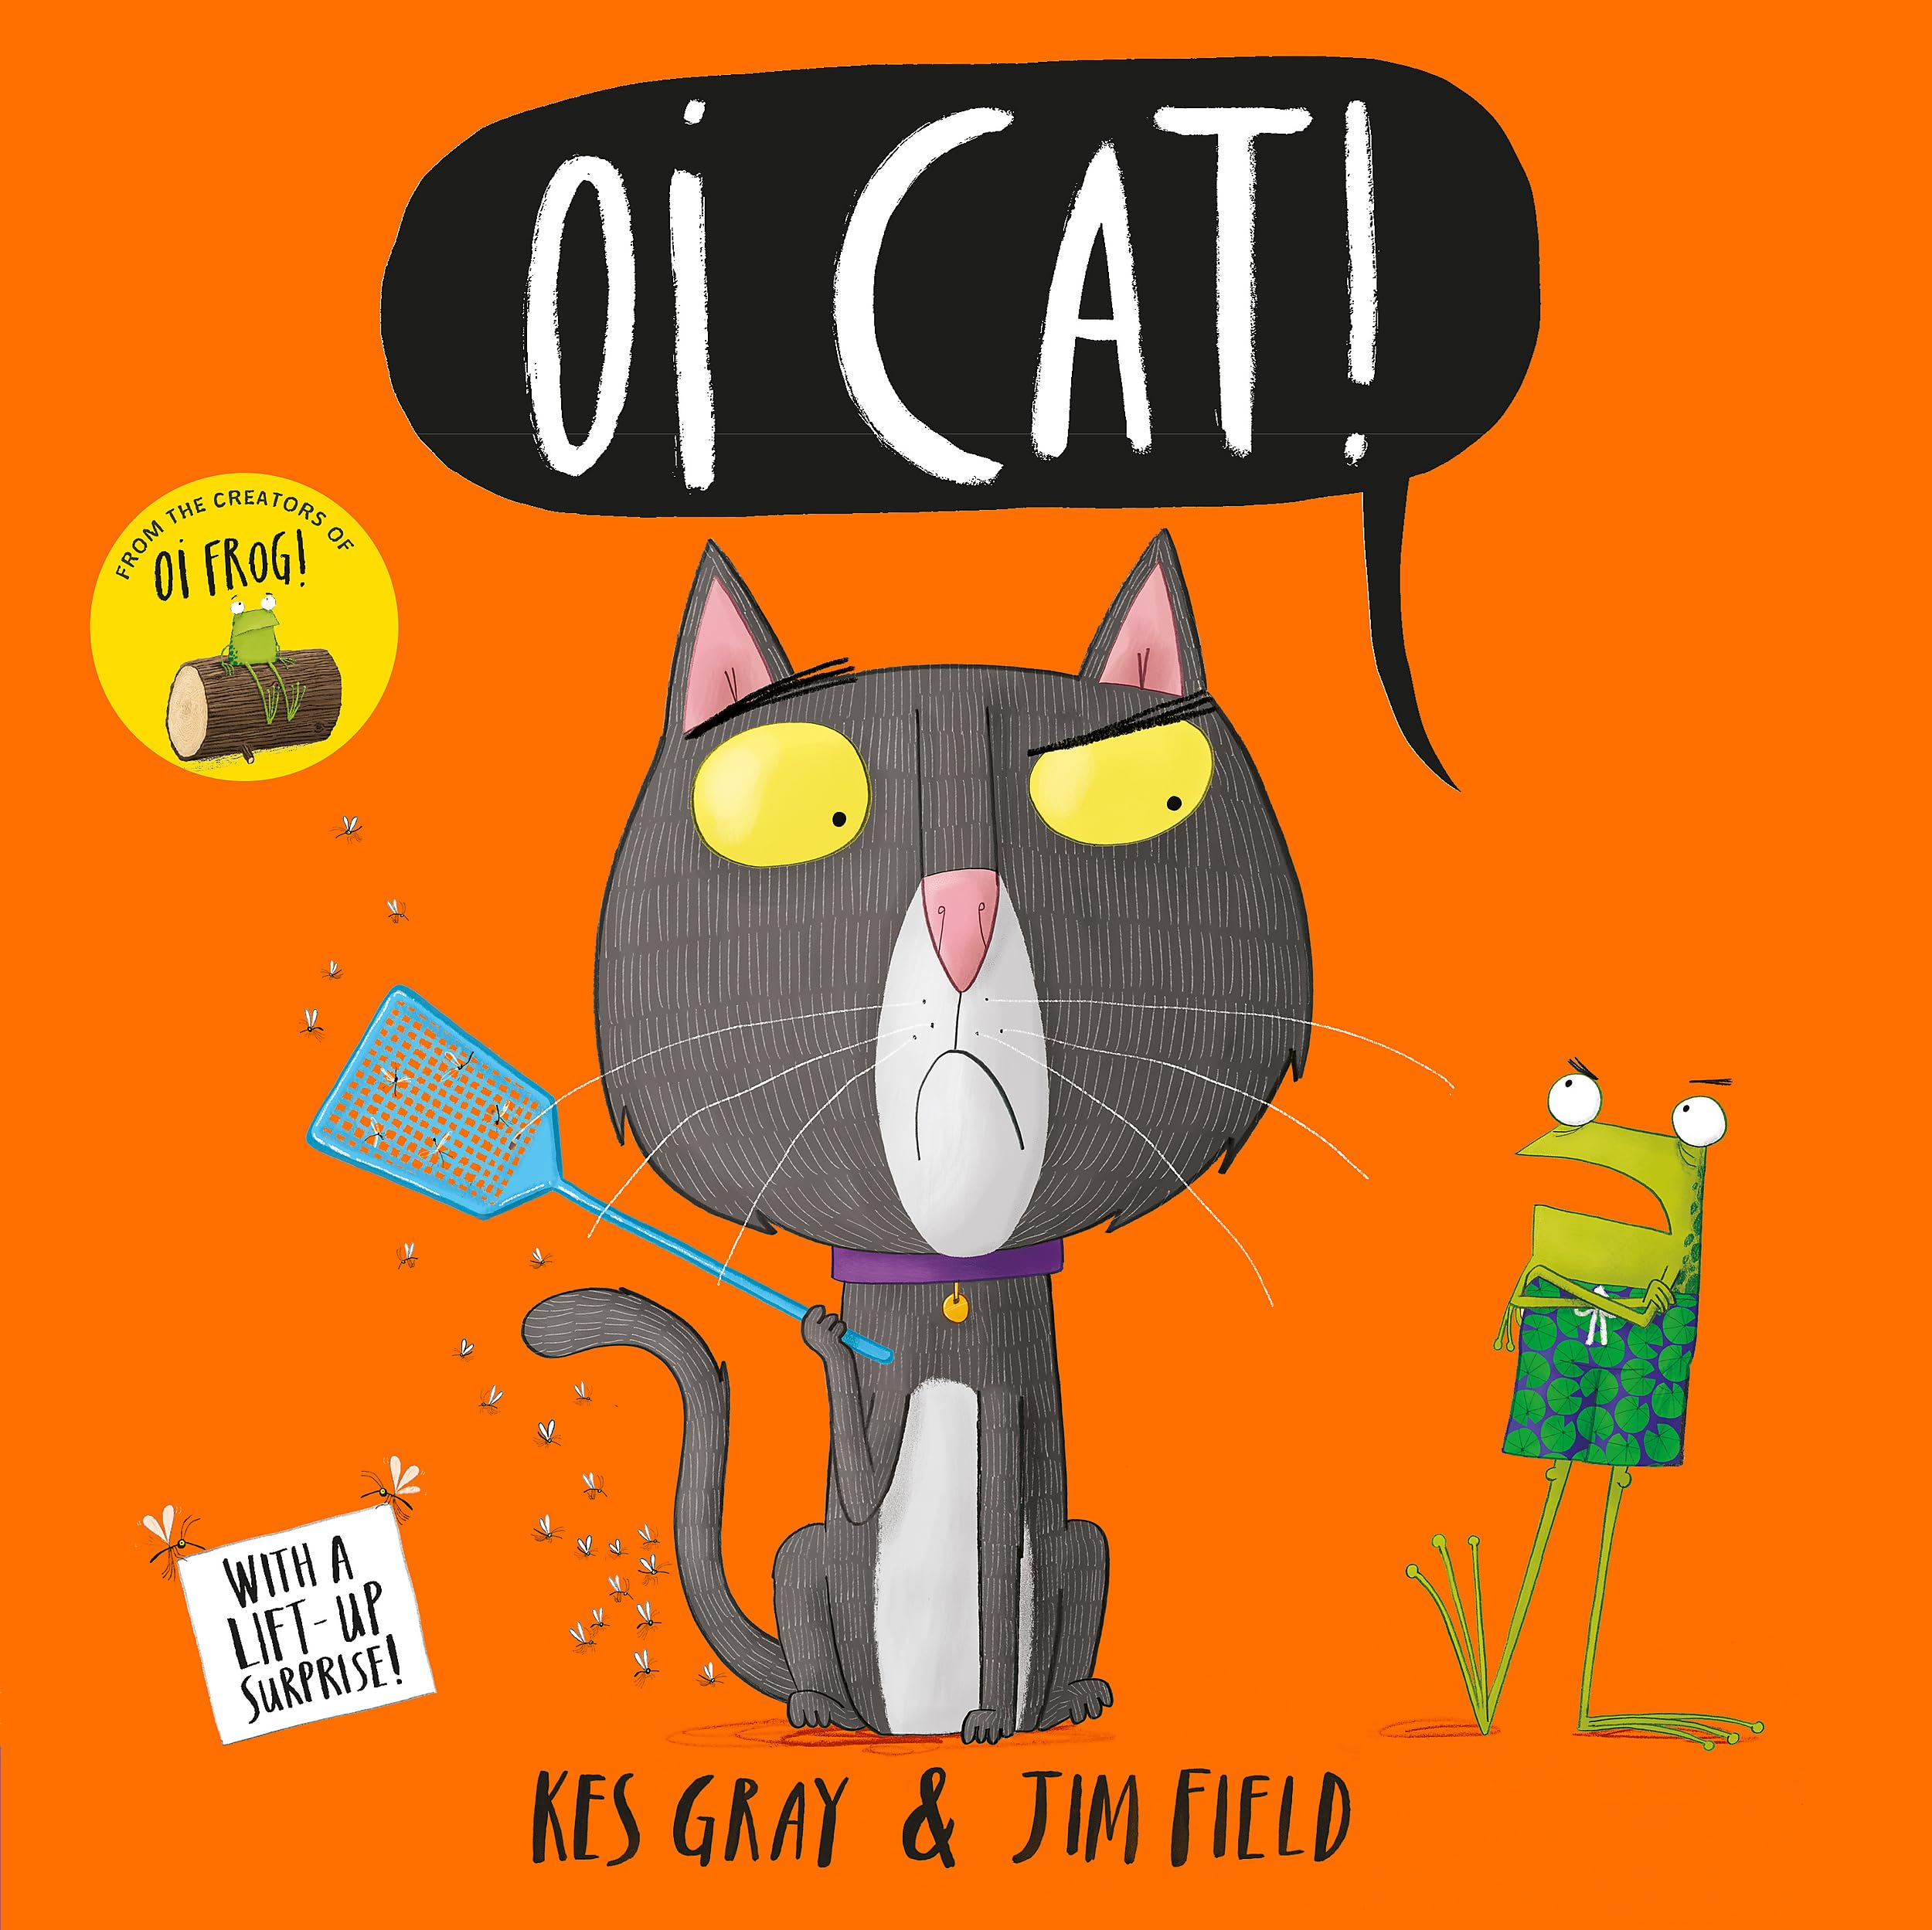 Oi CAT!
FROM THE CREATORS OF
Oi FROG!
WITH A
LIFT-UP
SURPRISE!
KES GRAY & JIM FIELD